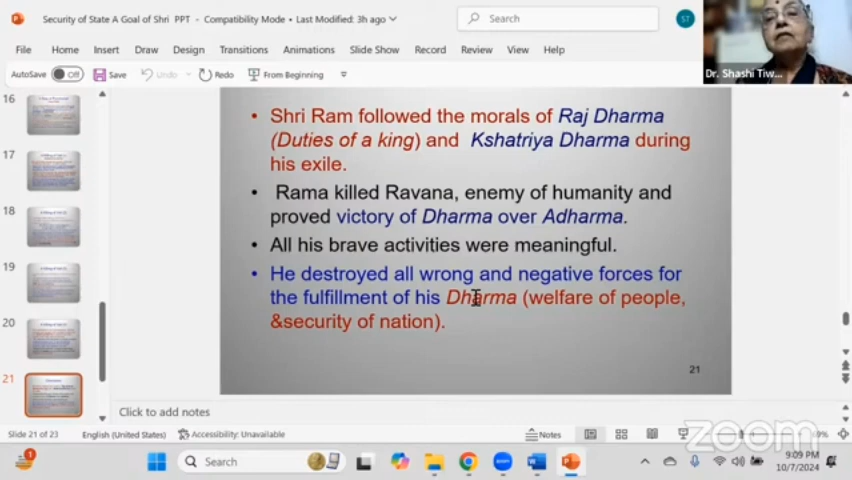 Security of State A Goal of Shri PPT - Compatibility Mode • Last Modified: 3h ago
Search
ST
File Home Insert Draw Design Transitions Animations Slide Show Record Review View Help
AutoSave Off Save Undo Redo From Beginning
Dr. Shashi Tiw...
16
17
18
19
20
21
• Shri Ram followed the morals of Raj Dharma
(Duties of a king) and Kshatriya Dharma during
his exile.
• Rama killed Ravana, enemy of humanity and
proved victory of Dharma over Adharma.
• All his brave activities were meaningful.
• He destroyed all wrong and negative forces for
the fulfillment of his Dharma (welfare of people,
&security of nation).
21
Click to add notes
Slide 21 of 23 English (United States) Accessibility: Unavailable Notes
zoom
Search
9:09 PM
10/7/2024